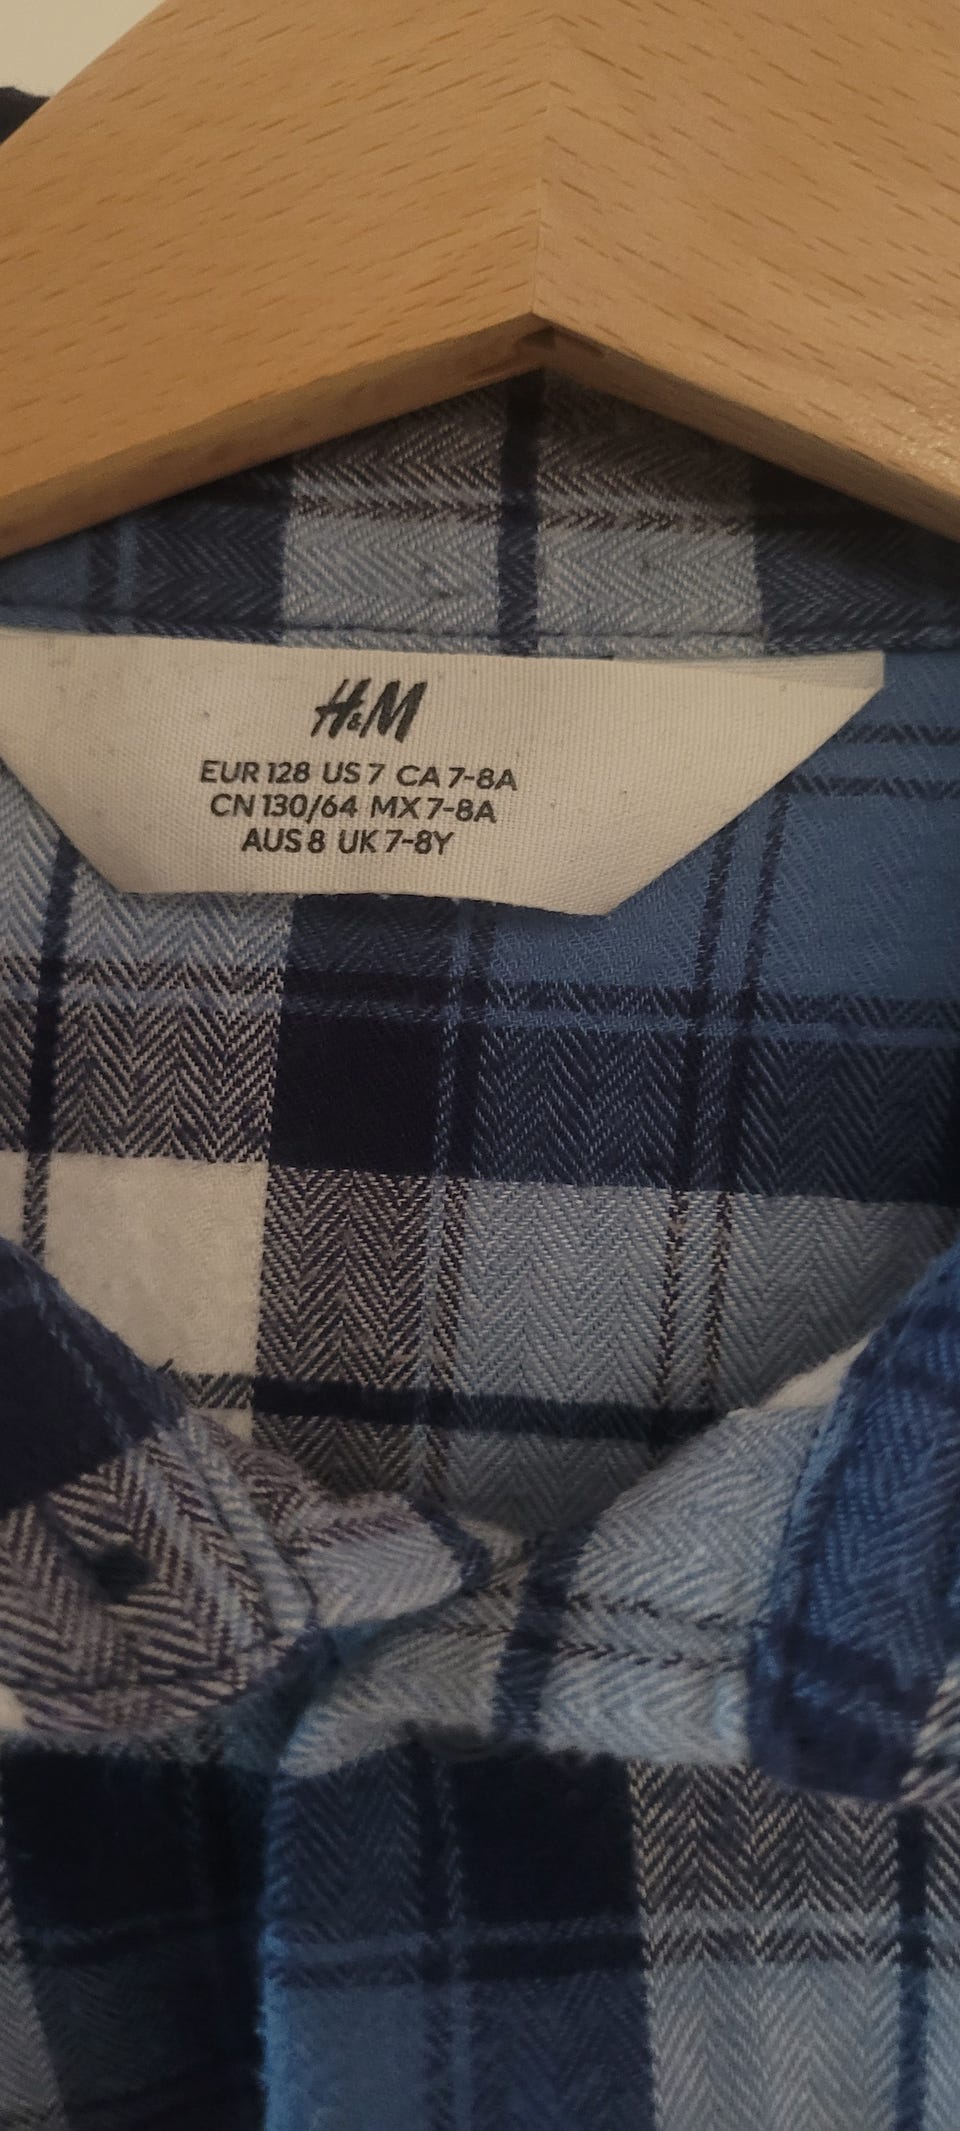 H&M
EUR 128 US 7 CA 7-8A
CN 130/64 MX 7-8A
AUS 8 UK 7-8Y